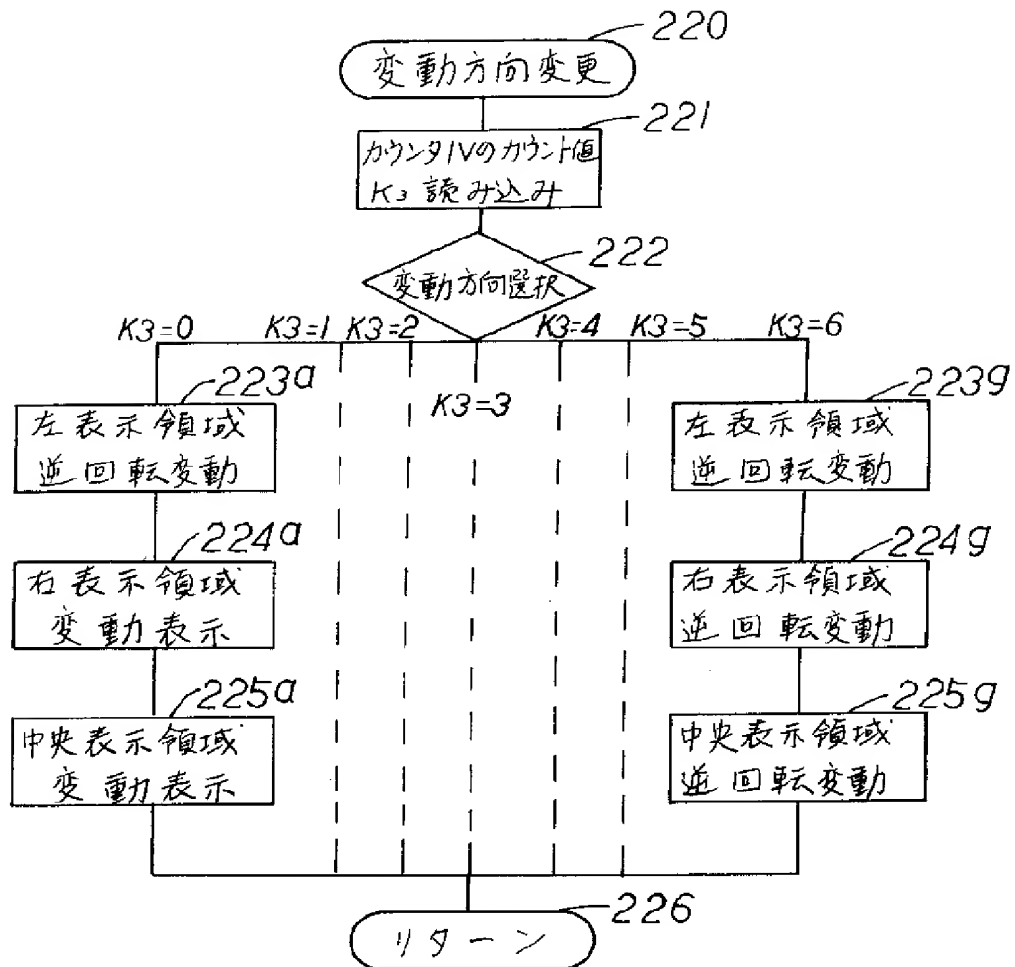 220
変動方向変更
221
カウンタIVのカウント値
K3 読み込み
222
変動方向選択
K3=0 K3=1 K3=2 K3=4 K3=5 K3=6
K3=3
223a
左表示領域
逆回転変動
223g
左表示領域
逆回転変動
224a
右表示領域
変動表示
224g
右表示領域
逆回転変動
225a
中央表示領域
変動表示
225g
中央表示領域
逆回転変動
226
リターン